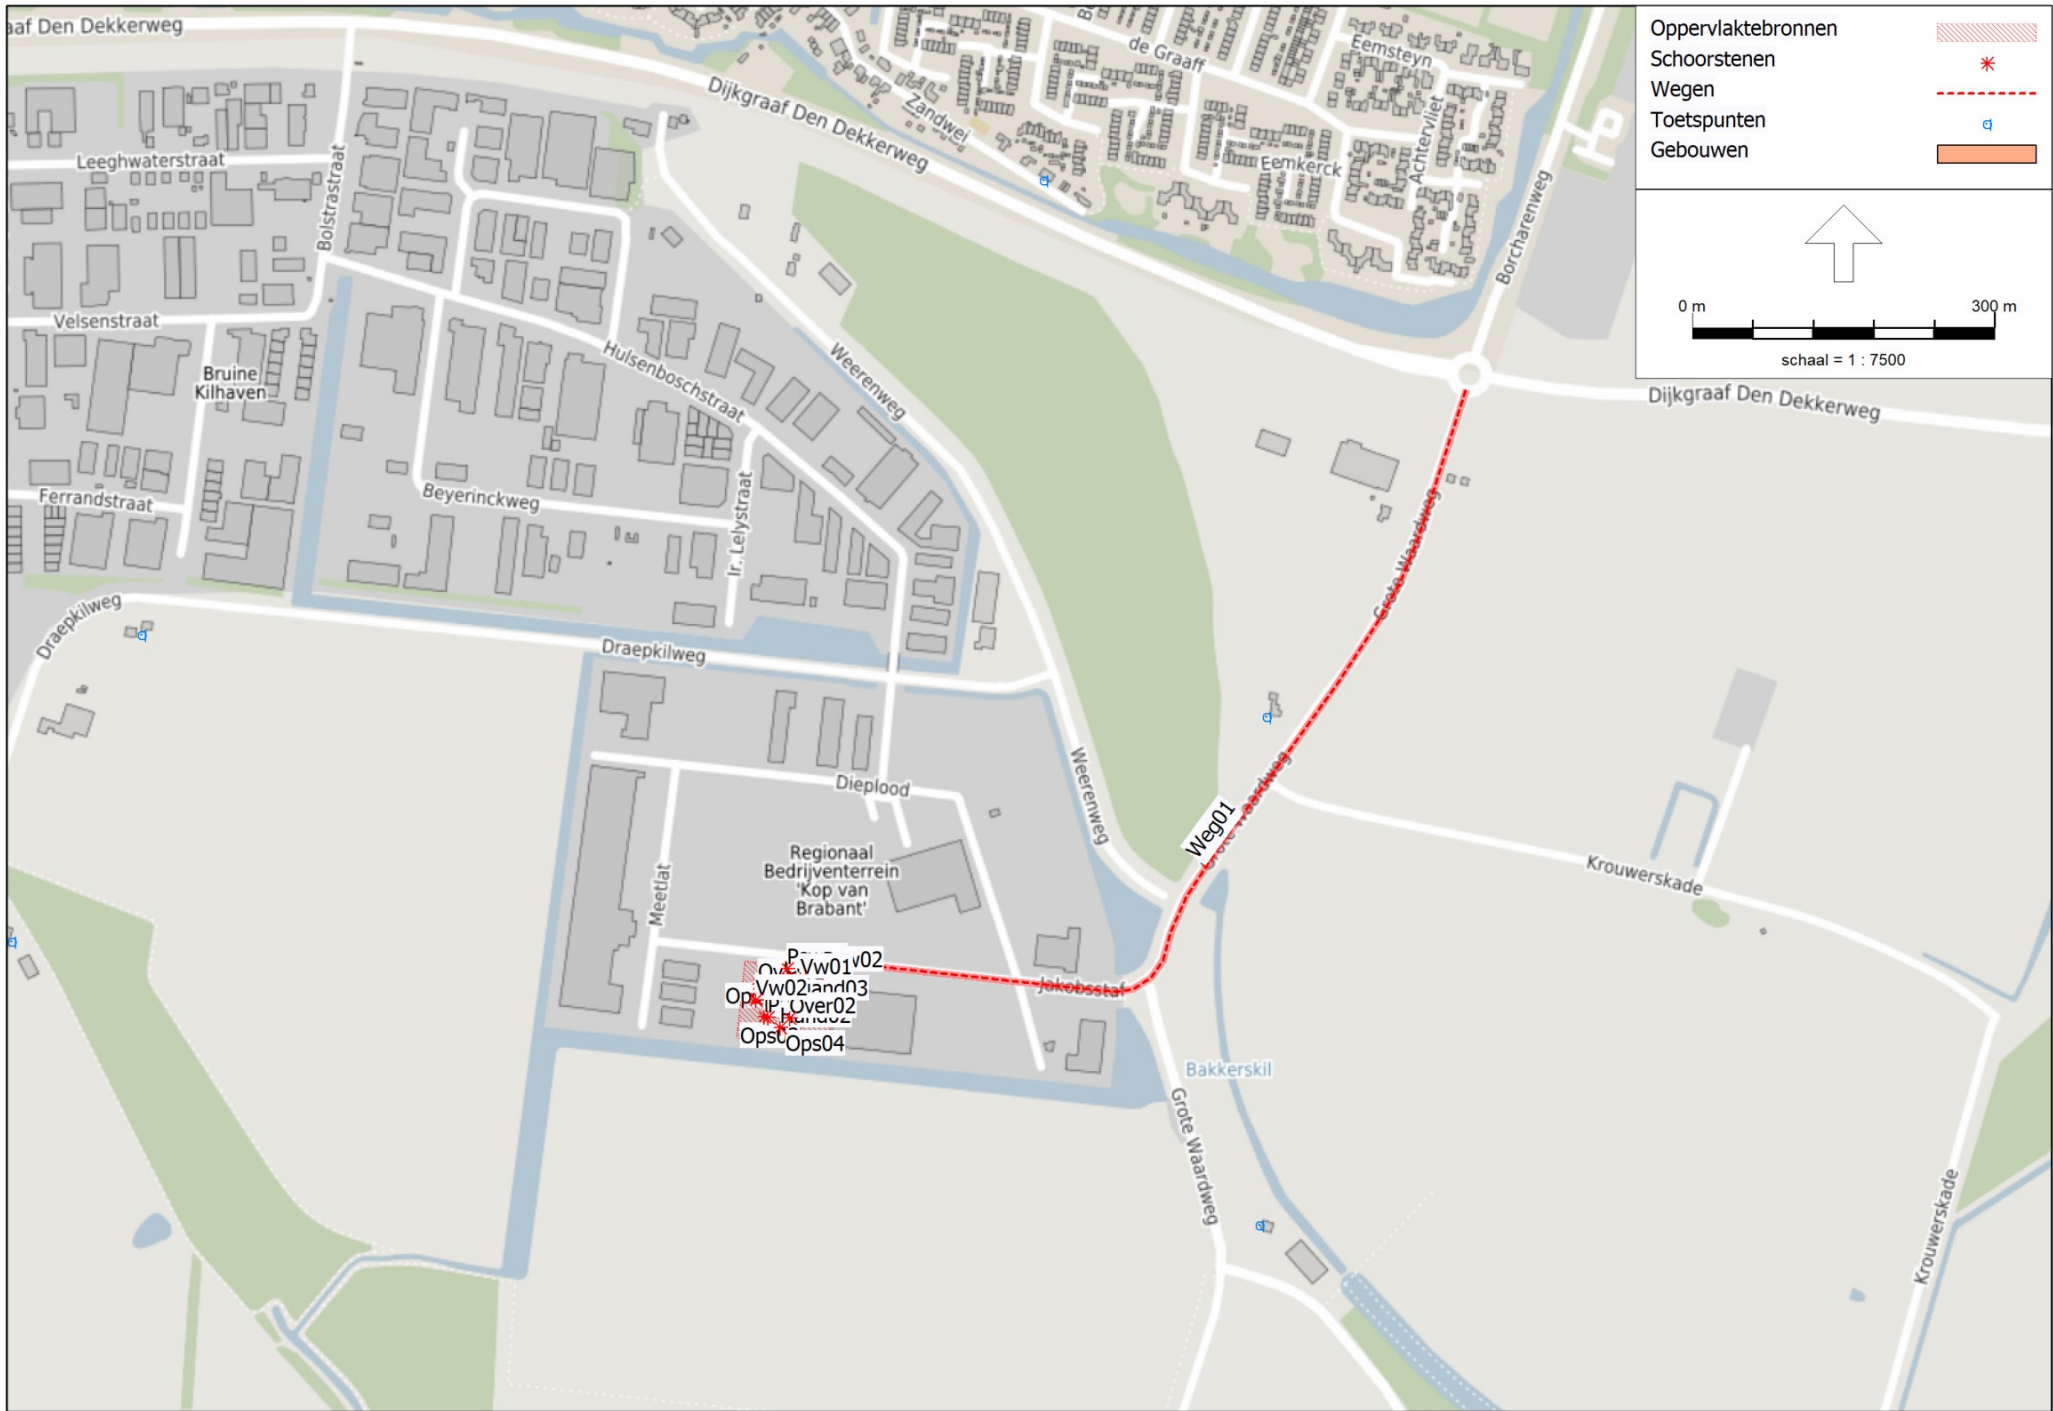 aaf Den Dekkerweg
Oppervlaktebronnen
Schoorstenen
Wegen
Toetspunten
Gebouwen
0 m
300 m
schaal = 1 : 7500
de Graaff
Eemsteyn
Zandwei
Dijkgraaf Den Dekkerweg
Achtervliet
Eemkerck
Borcharenweg
Leeghwaterstraat
Bolstrastraat
Velsenstraat
Bruine
Kilhaven
Hulsenboschstraat
Weerenweg
Dijkgraaf Den Dekkerweg
Ferrandstraat
Beyerinckweg
Ir. Lelystraat
Grote Waardweg
Draepkilweg
Draepkilweg
Weerenweg
Dieplood
Grote Waardweg
Weg01
Krouwerskade
Regionaal
Bedrijventerrein
'Kop van
Brabant'
Meetlat
Vw01
w02
Vw02
and03
Over02
Ops04
Jakobsstaf
Bakkerskil
Grote Waardweg
Krouwerskade